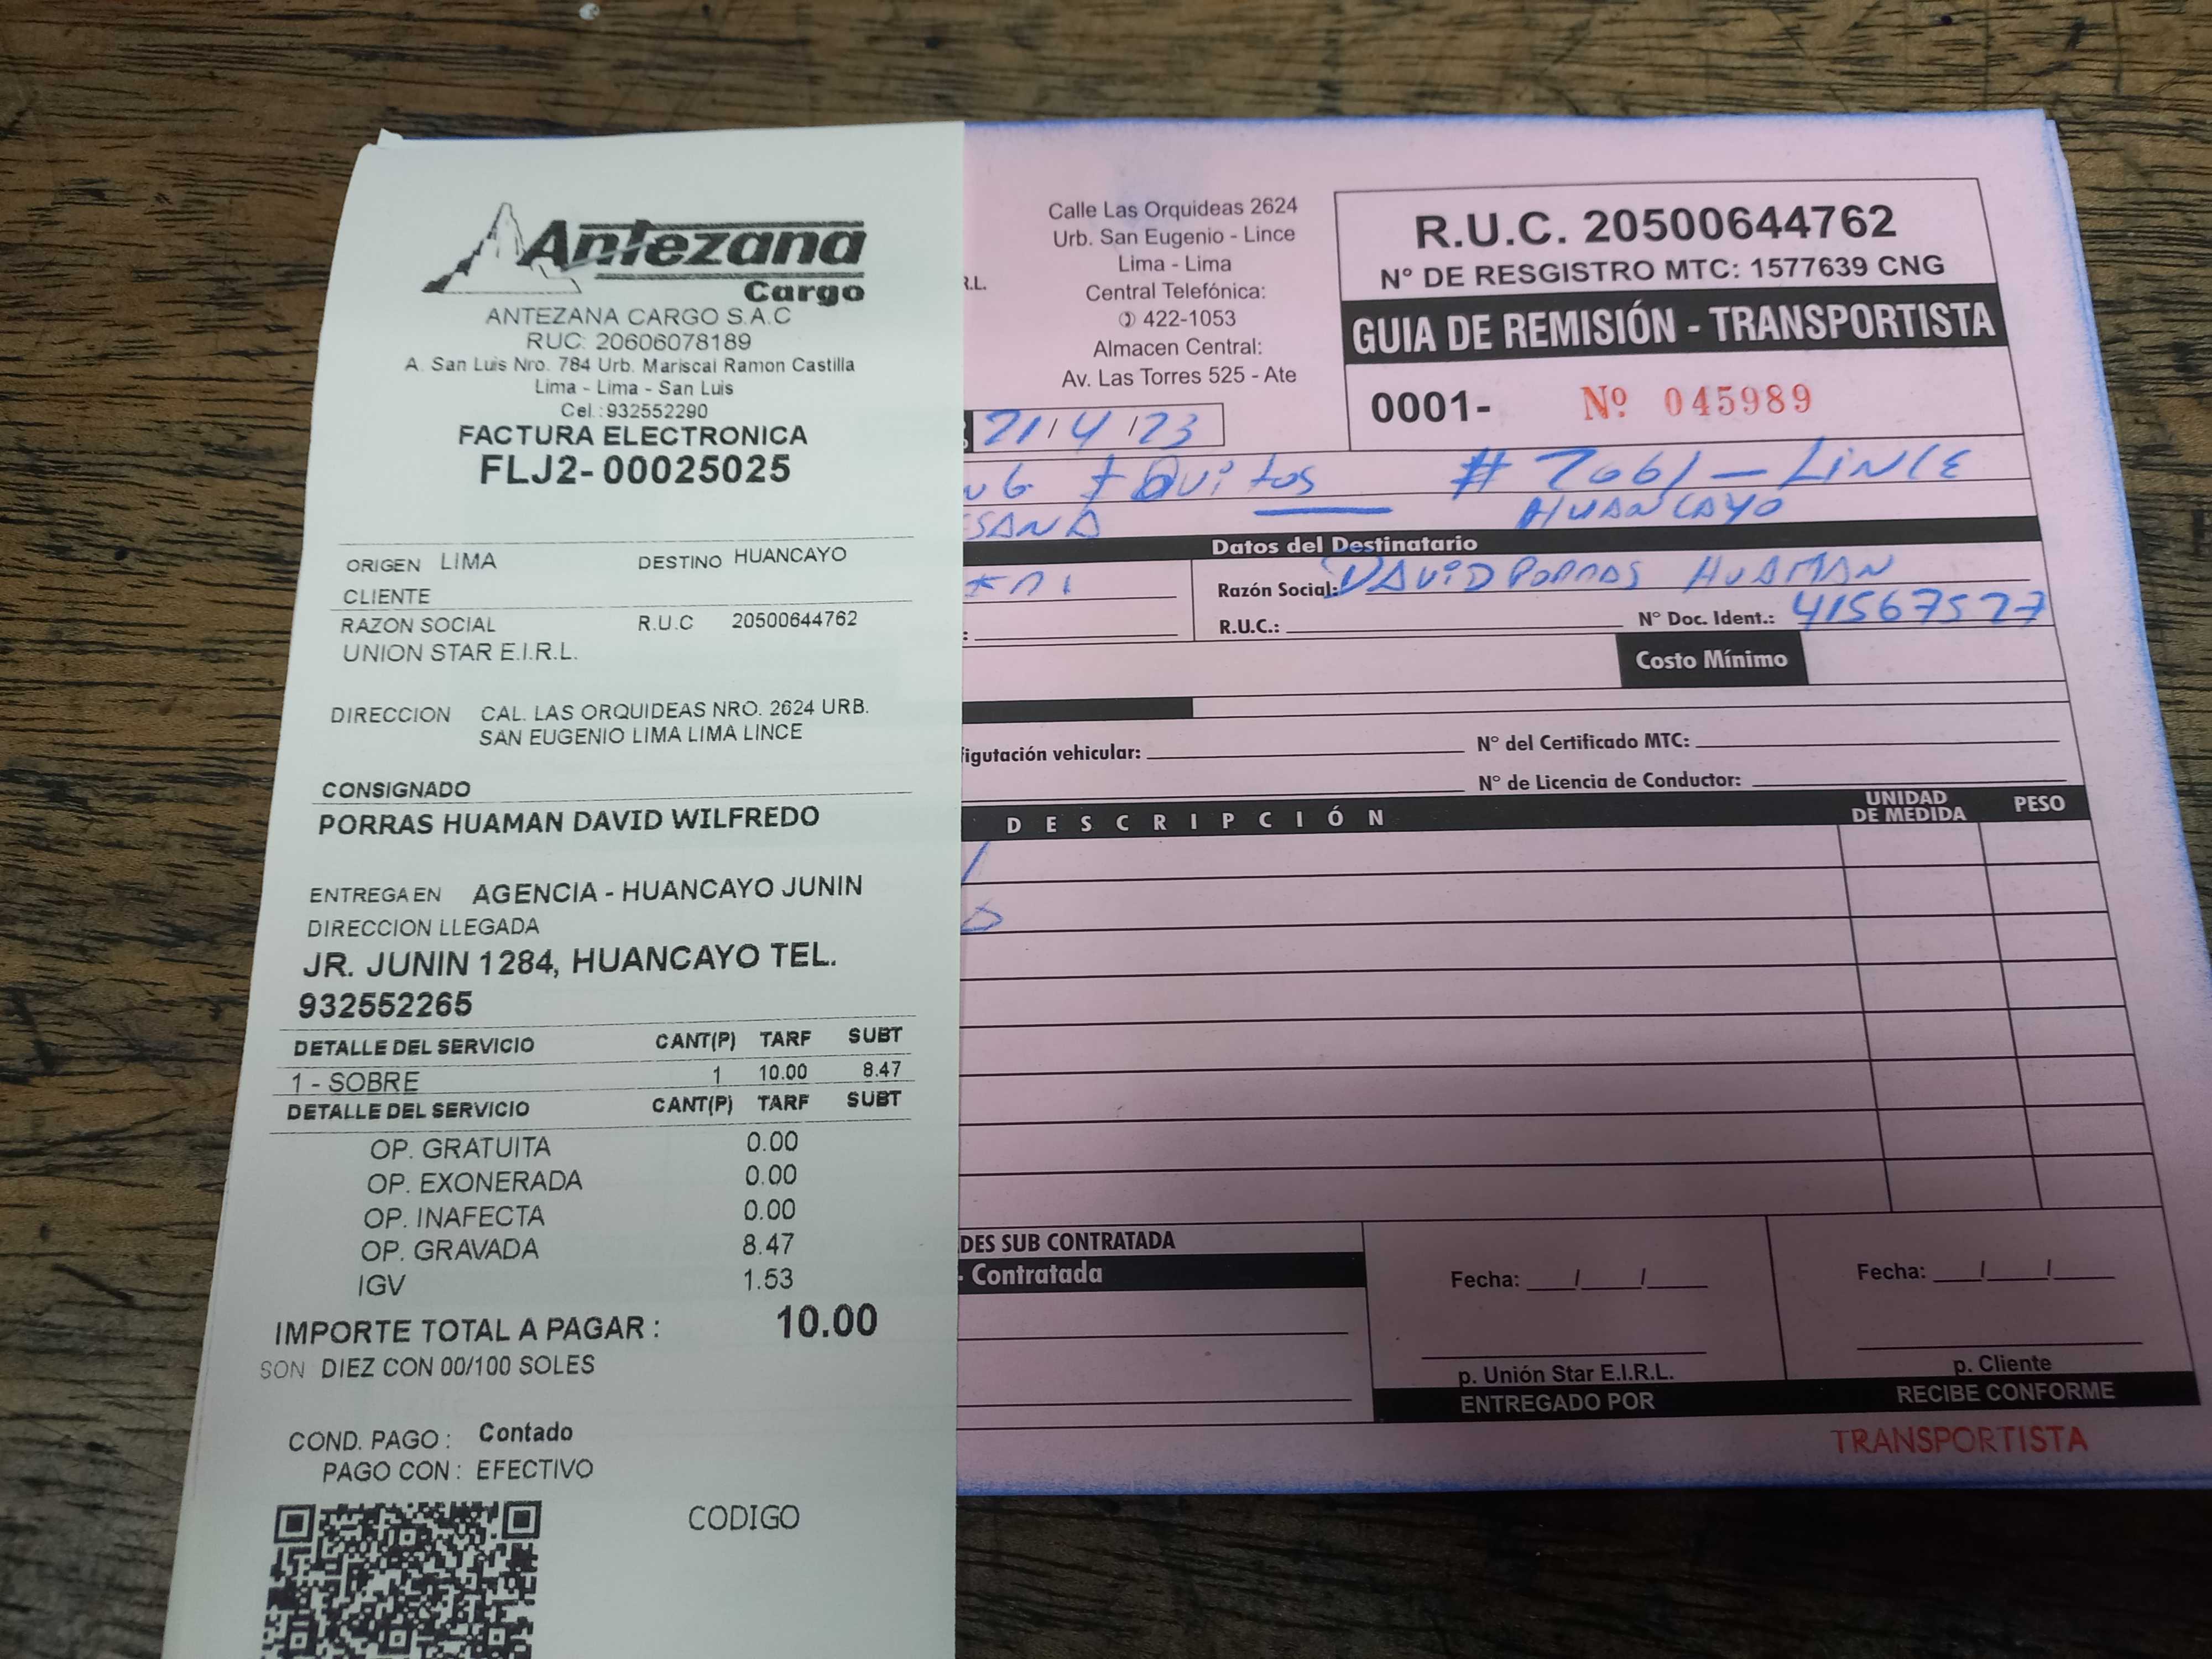 Antezana
Cargo
ANTEZANA CARGO S.A.C
RUC: 20606078189
A. San Luis Nro. 784 Urb. Mariscal Ramon Castilla
Lima - Lima - San Luis
Cel.:932552290
FACTURA ELECTRONICA
FLJ2-00025025
ORIGEN LIMA DESTINO HUANCAYO
CLIENTE
RAZON SOCIAL R.U.C 20500644762
UNION STAR E.I.R.L.
DIRECCION CAL. LAS ORQUIDEAS NRO. 2624 URB.
SAN EUGENIO LIMA LIMA LINCE
CONSIGNADO
PORRAS HUAMAN DAVID WILFREDO
ENTREGA EN AGENCIA - HUANCAYO JUNIN
DIRECCION LLEGADA
JR. JUNIN 1284, HUANCAYO TEL.
932552265
DETALLE DEL SERVICIO CANT(P) TARF SUBT
1 - SOBRE 1 10.00 8.47
DETALLE DEL SERVICIO CANT(P) TARF SUBT
OP. GRATUITA 0.00
OP. EXONERADA 0.00
OP. INAFECTA 0.00
OP. GRAVADA 8.47
IGV 1.53
IMPORTE TOTAL A PAGAR : 10.00
SON DIEZ CON 00/100 SOLES
COND. PAGO : Contado
PAGO CON : EFECTIVO
CODIGO
R.L.
Calle Las Orquideas 2624
Urb. San Eugenio - Lince
Lima - Lima
Central Telefónica:
422-1053
Almacen Central:
Av. Las Torres 525 - Ate
R.U.C. 20500644762
N° DE RESGISTRO MTC: 1577639 CNG
GUIA DE REMISIÓN - TRANSPORTISTA
0001- Nº 045989
21/4/23
# 2061 - LINCE
HUANCAYO
Datos del Destinatario
Razón Social: DAVID PORRAS HUAMAN
R.U.C.: N° Doc. Ident.: 41567527
Costo Mínimo
figutación vehicular: N° del Certificado MTC:
N° de Licencia de Conductor:
DESCRIPCIÓN UNIDAD DE MEDIDA PESO
DES SUB CONTRATADA
- Contratada
Fecha: / / Fecha: / /
p. Unión Star E.I.R.L. p. Cliente
ENTREGADO POR RECIBE CONFORME
TRANSPORTISTA